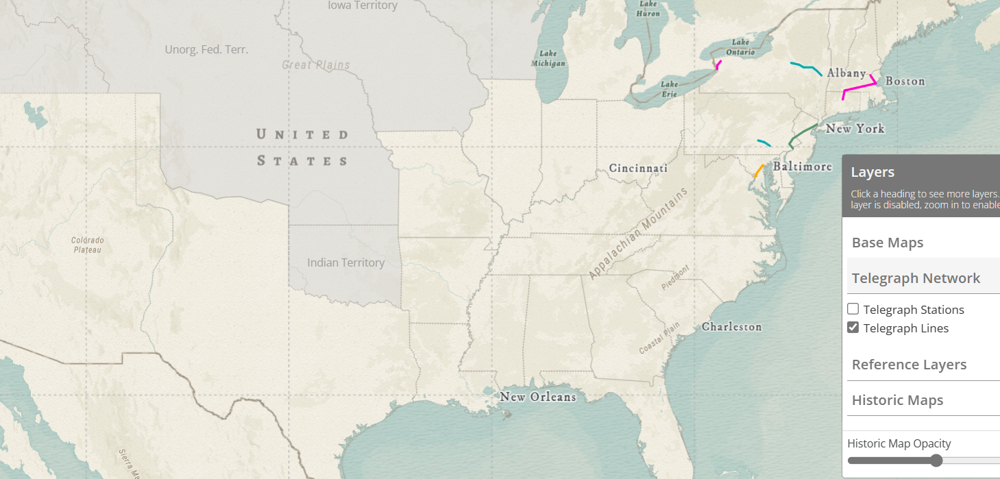 Iowa Territory
Lake
Huron
Unorg. Fed. Terr.
Great Plains
Lake
Michigan
Lake
Ontario
Lake
Erie
Albany
Boston
UNITED
STATES
New York
Cincinnati
Baltimore
Appalachian Mountains
Colorado
Plateau
Indian Territory
Piedmont
Coastal Plain
Charleston
New Orleans
Layers
Click a heading to see more layers.
layer is disabled, zoom in to enable
Base Maps
Telegraph Network
Telegraph Stations
Telegraph Lines
Reference Layers
Historic Maps
Historic Map Opacity
Sierra